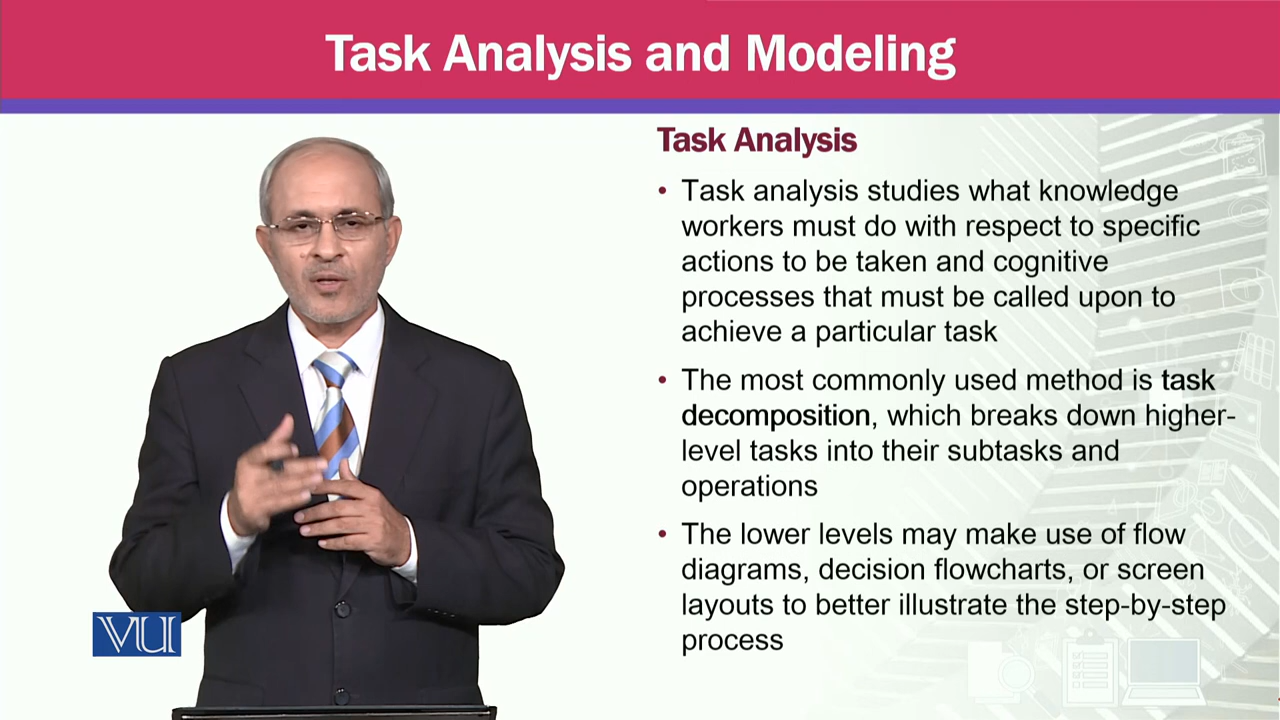 Task Analysis and Modeling
Task Analysis
• Task analysis studies what knowledge
workers must do with respect to specific
actions to be taken and cognitive
processes that must be called upon to
achieve a particular task
• The most commonly used method is task
decomposition, which breaks down higher-
level tasks into their subtasks and
operations
• The lower levels may make use of flow
diagrams, decision flowcharts, or screen
layouts to better illustrate the step-by-step
process
VU